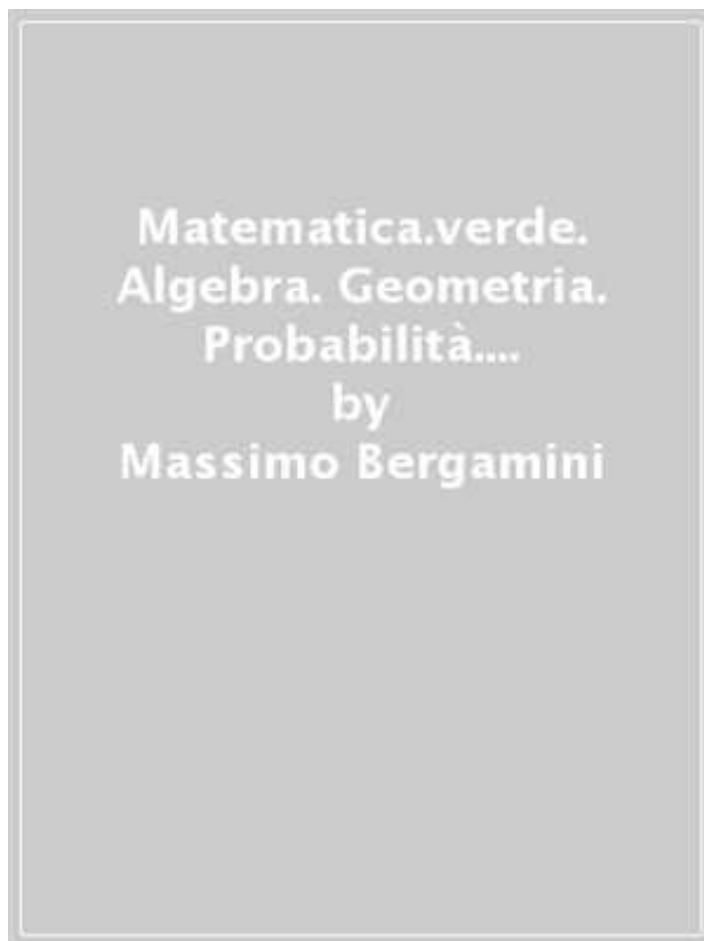 Matematica.verde.
Algebra. Geometria.
Probabilità....
by
Massimo Bergamini